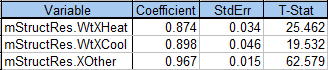 Variable Coefficient StdErr T-Stat
mStructRes.WtXHeat 0.874 0.034 25.462
mStructRes.WtXCool 0.898 0.046 19.532
mStructRes.XOther 0.967 0.015 62.579